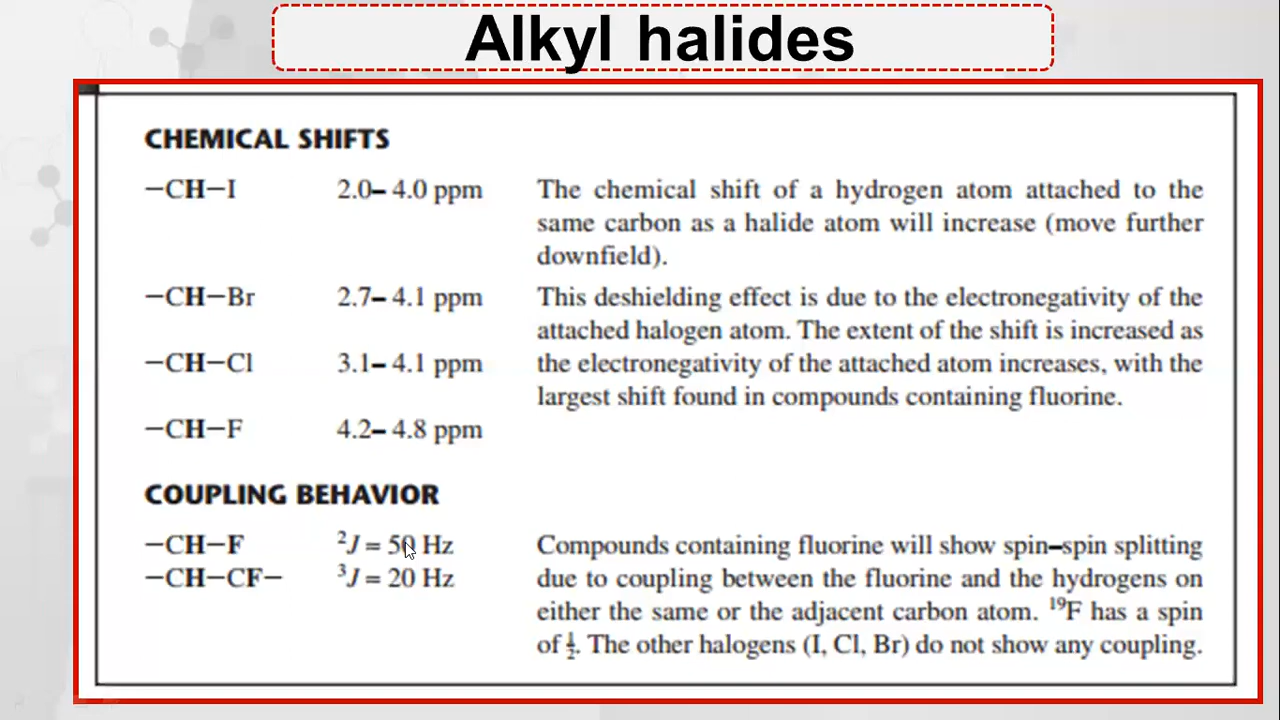 Alkyl halides
CHEMICAL SHIFTS
–CH–I 2.0–4.0 ppm The chemical shift of a hydrogen atom attached to the
same carbon as a halide atom will increase (move further
downfield).
–CH–Br 2.7–4.1 ppm This deshielding effect is due to the electronegativity of the
attached halogen atom. The extent of the shift is increased as
–CH–Cl 3.1–4.1 ppm the electronegativity of the attached atom increases, with the
largest shift found in compounds containing fluorine.
–CH–F 4.2–4.8 ppm
COUPLING BEHAVIOR
–CH–F ²J = 50 Hz Compounds containing fluorine will show spin–spin splitting
–CH–CF– ³J = 20 Hz due to coupling between the fluorine and the hydrogens on
either the same or the adjacent carbon atom. ¹⁹F has a spin
of ½. The other halogens (I, Cl, Br) do not show any coupling.